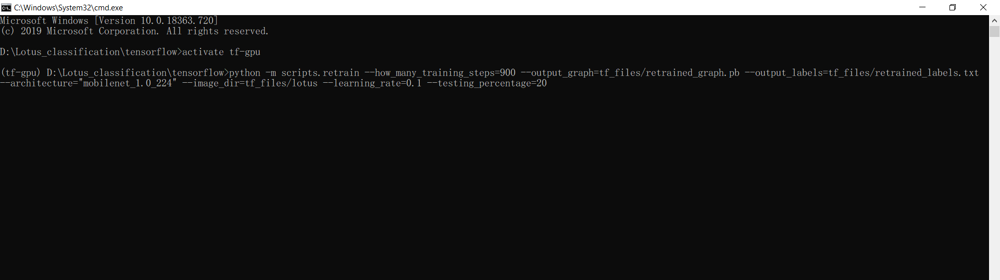 C:\Windows\System32\cmd.exe
Microsoft Windows [Version 10.0.18363.720]
(c) 2019 Microsoft Corporation. All rights reserved.
D:\Lotus_classification\tensorflow>activate tf-gpu
(tf-gpu) D:\Lotus_classification\tensorflow>python -m scripts.retrain --how_many_training_steps=900 --output_graph=tf_files/retrained_graph.pb --output_labels=tf_files/retrained_labels.txt
--architecture="mobilenet_1.0_224" --image_dir=tf_files/lotus --learning_rate=0.1 --testing_percentage=20